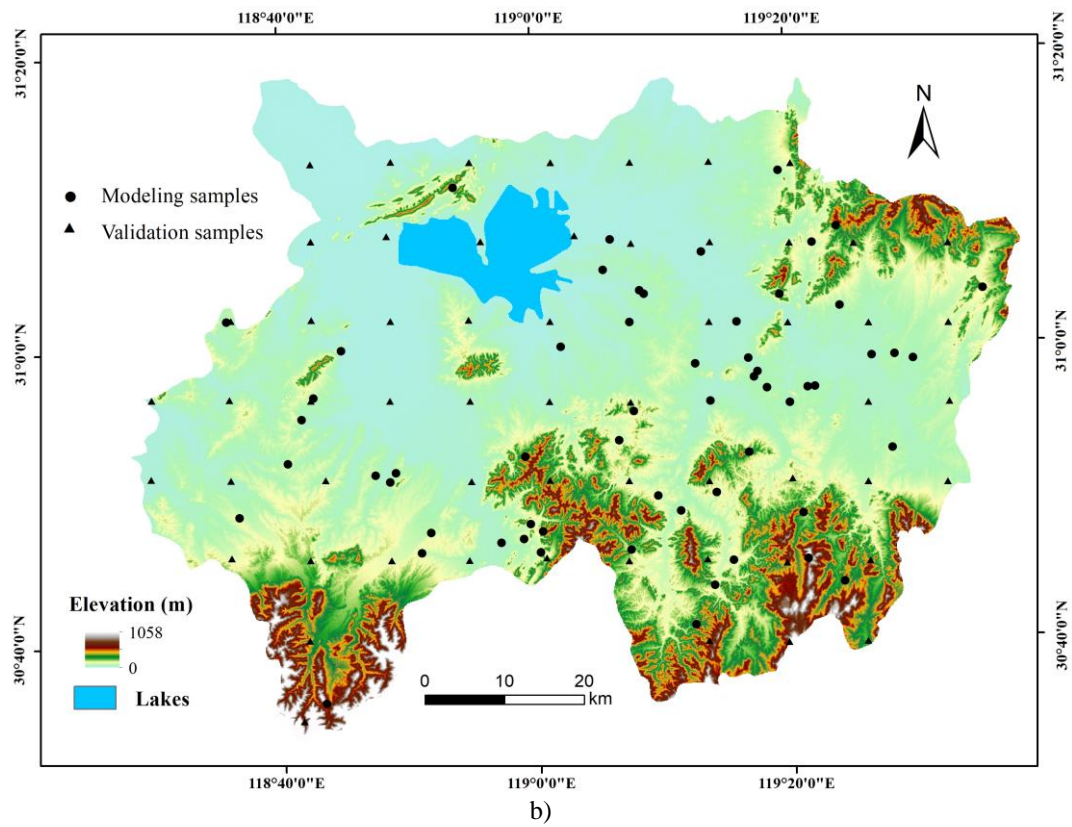 118°40'0"E 119°0'0"E 119°20'0"E
31°20'0"N
31°20'0"N
N
Modeling samples
Validation samples
31°0'0"N
31°0'0"N
Elevation (m)
1058
0
Lakes
30°40'0"N
30°40'0"N
0 10 20
km
118°40'0"E 119°0'0"E 119°20'0"E
b)